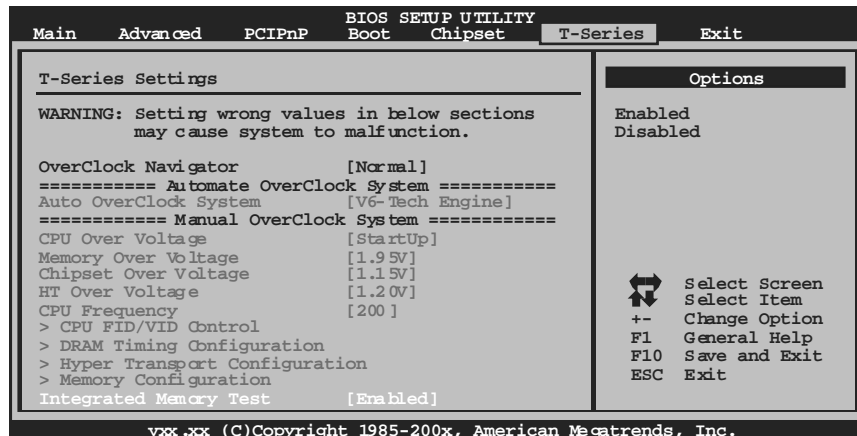 BIOS SETUP UTILITY
Main Advanced PCIPnP Boot Chipset T-Series Exit
T-Series Settings
WARNING: Setting wrong values in below sections
may cause system to malfunction.
OverClock Navigator [Normal]
=========== Automate OverClock System ===========
Auto OverClock System [V6-Tech Engine]
============ Manual OverClock System ============
CPU Over Voltage [StartUp]
Memory Over Voltage [1.95V]
Chipset Over Voltage [1.15V]
HT Over Voltage [1.20V]
CPU Frequency [200]
> CPU FID/VID Control
> DRAM Timing Configuration
> Hyper Transport Configuration
> Memory Configuration
Integrated Memory Test [Enabled]
Options
Enabled
Disabled
Select Screen
Select Item
+- Change Option
F1 General Help
F10 Save and Exit
ESC Exit
vxx.xx (C)Copyright 1985-200x, American Megatrends, Inc.